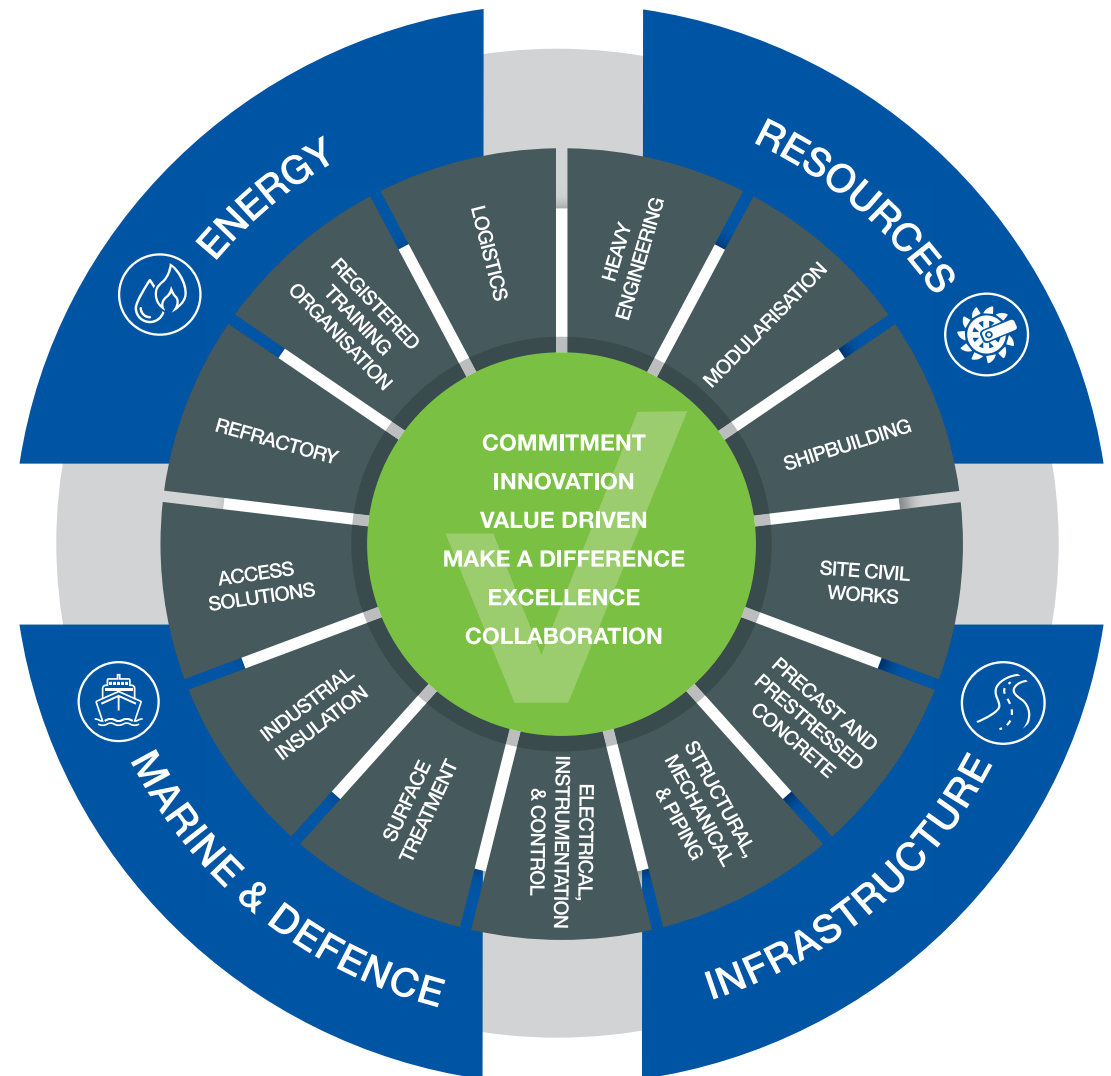 ENERGY
RESOURCES
LOGISTICS
HEAVY
ENGINEERING
REGISTERED
TRAINING
ORGANISATION
MODULARISATION
REFRACTORY
SHIPBUILDING
COMMITMENT
INNOVATION
VALUE DRIVEN
MAKE A DIFFERENCE
EXCELLENCE
COLLABORATION
ACCESS
SOLUTIONS
SITE CIVIL
WORKS
INDUSTRIAL
INSULATION
PRECAST AND
PRESTRESSED
CONCRETE
SURFACE
TREATMENT
ELECTRICAL,
INSTRUMENTATION
& CONTROL
STRUCTURAL,
MECHANICAL
& PIPING
MARINE & DEFENCE
INFRASTRUCTURE